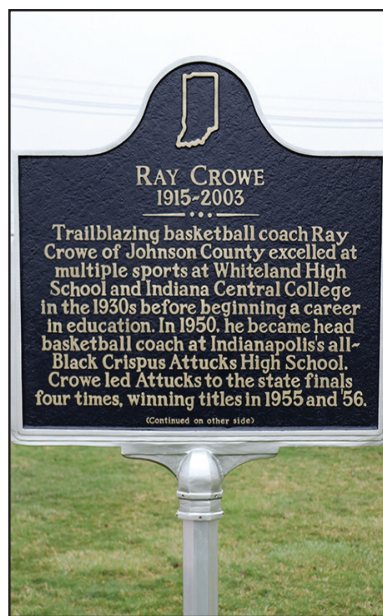 RAY CROWE
1915-2003
Trailblazing basketball coach Ray
Crowe of Johnson County excelled at
multiple sports at Whiteland High
School and Indiana Central College
in the 1930s before beginning a career
in education. In 1950, he became head
basketball coach at Indianapolis's all-
Black Crispus Attucks High School.
Crowe led Attucks to the state finals
four times, winning titles in 1955 and '56.
(Continued on other side)